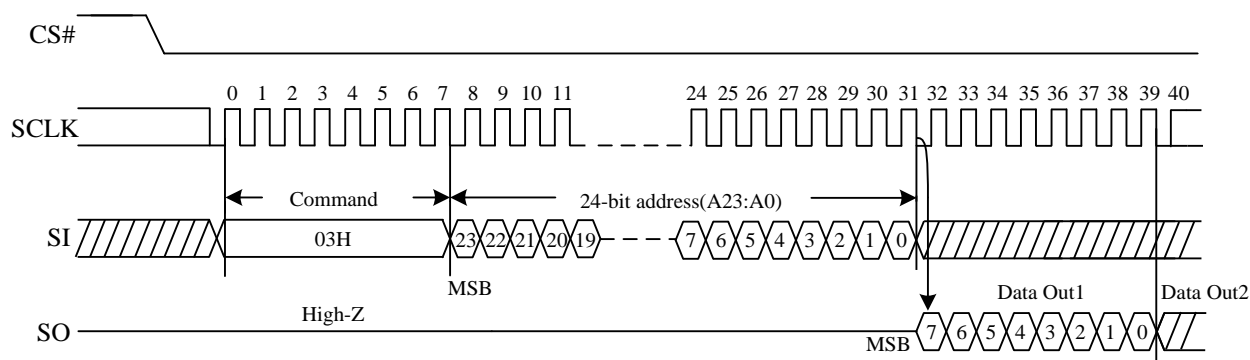 CS#
0 1 2 3 4 5 6 7 8 9 10 11 24 25 26 27 28 29 30 31 32 33 34 35 36 37 38 39 40
SCLK
Command 24-bit address(A23:A0)
SI 03H 23 22 21 20 19 7 6 5 4 3 2 1 0
MSB
High-Z Data Out1 Data Out2
SO 7 6 5 4 3 2 1 0
MSB